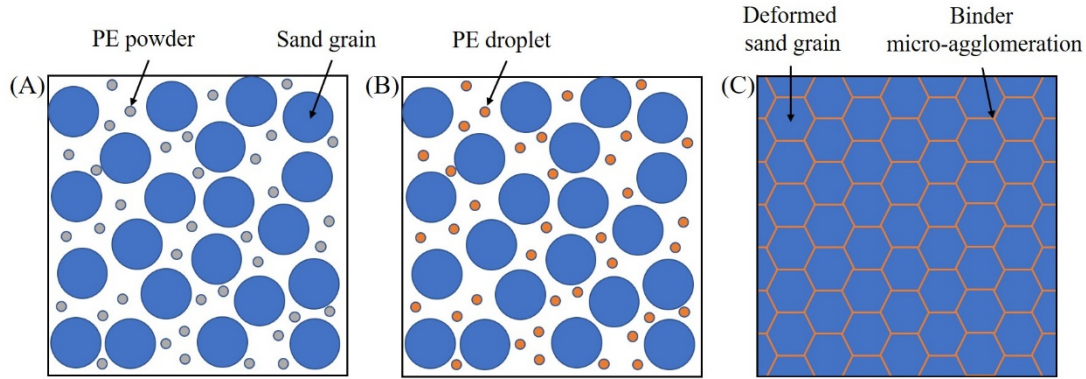 PE powder
Sand grain
PE droplet
Deformed
sand grain
Binder
micro-agglomeration
(A)
(B)
(C)